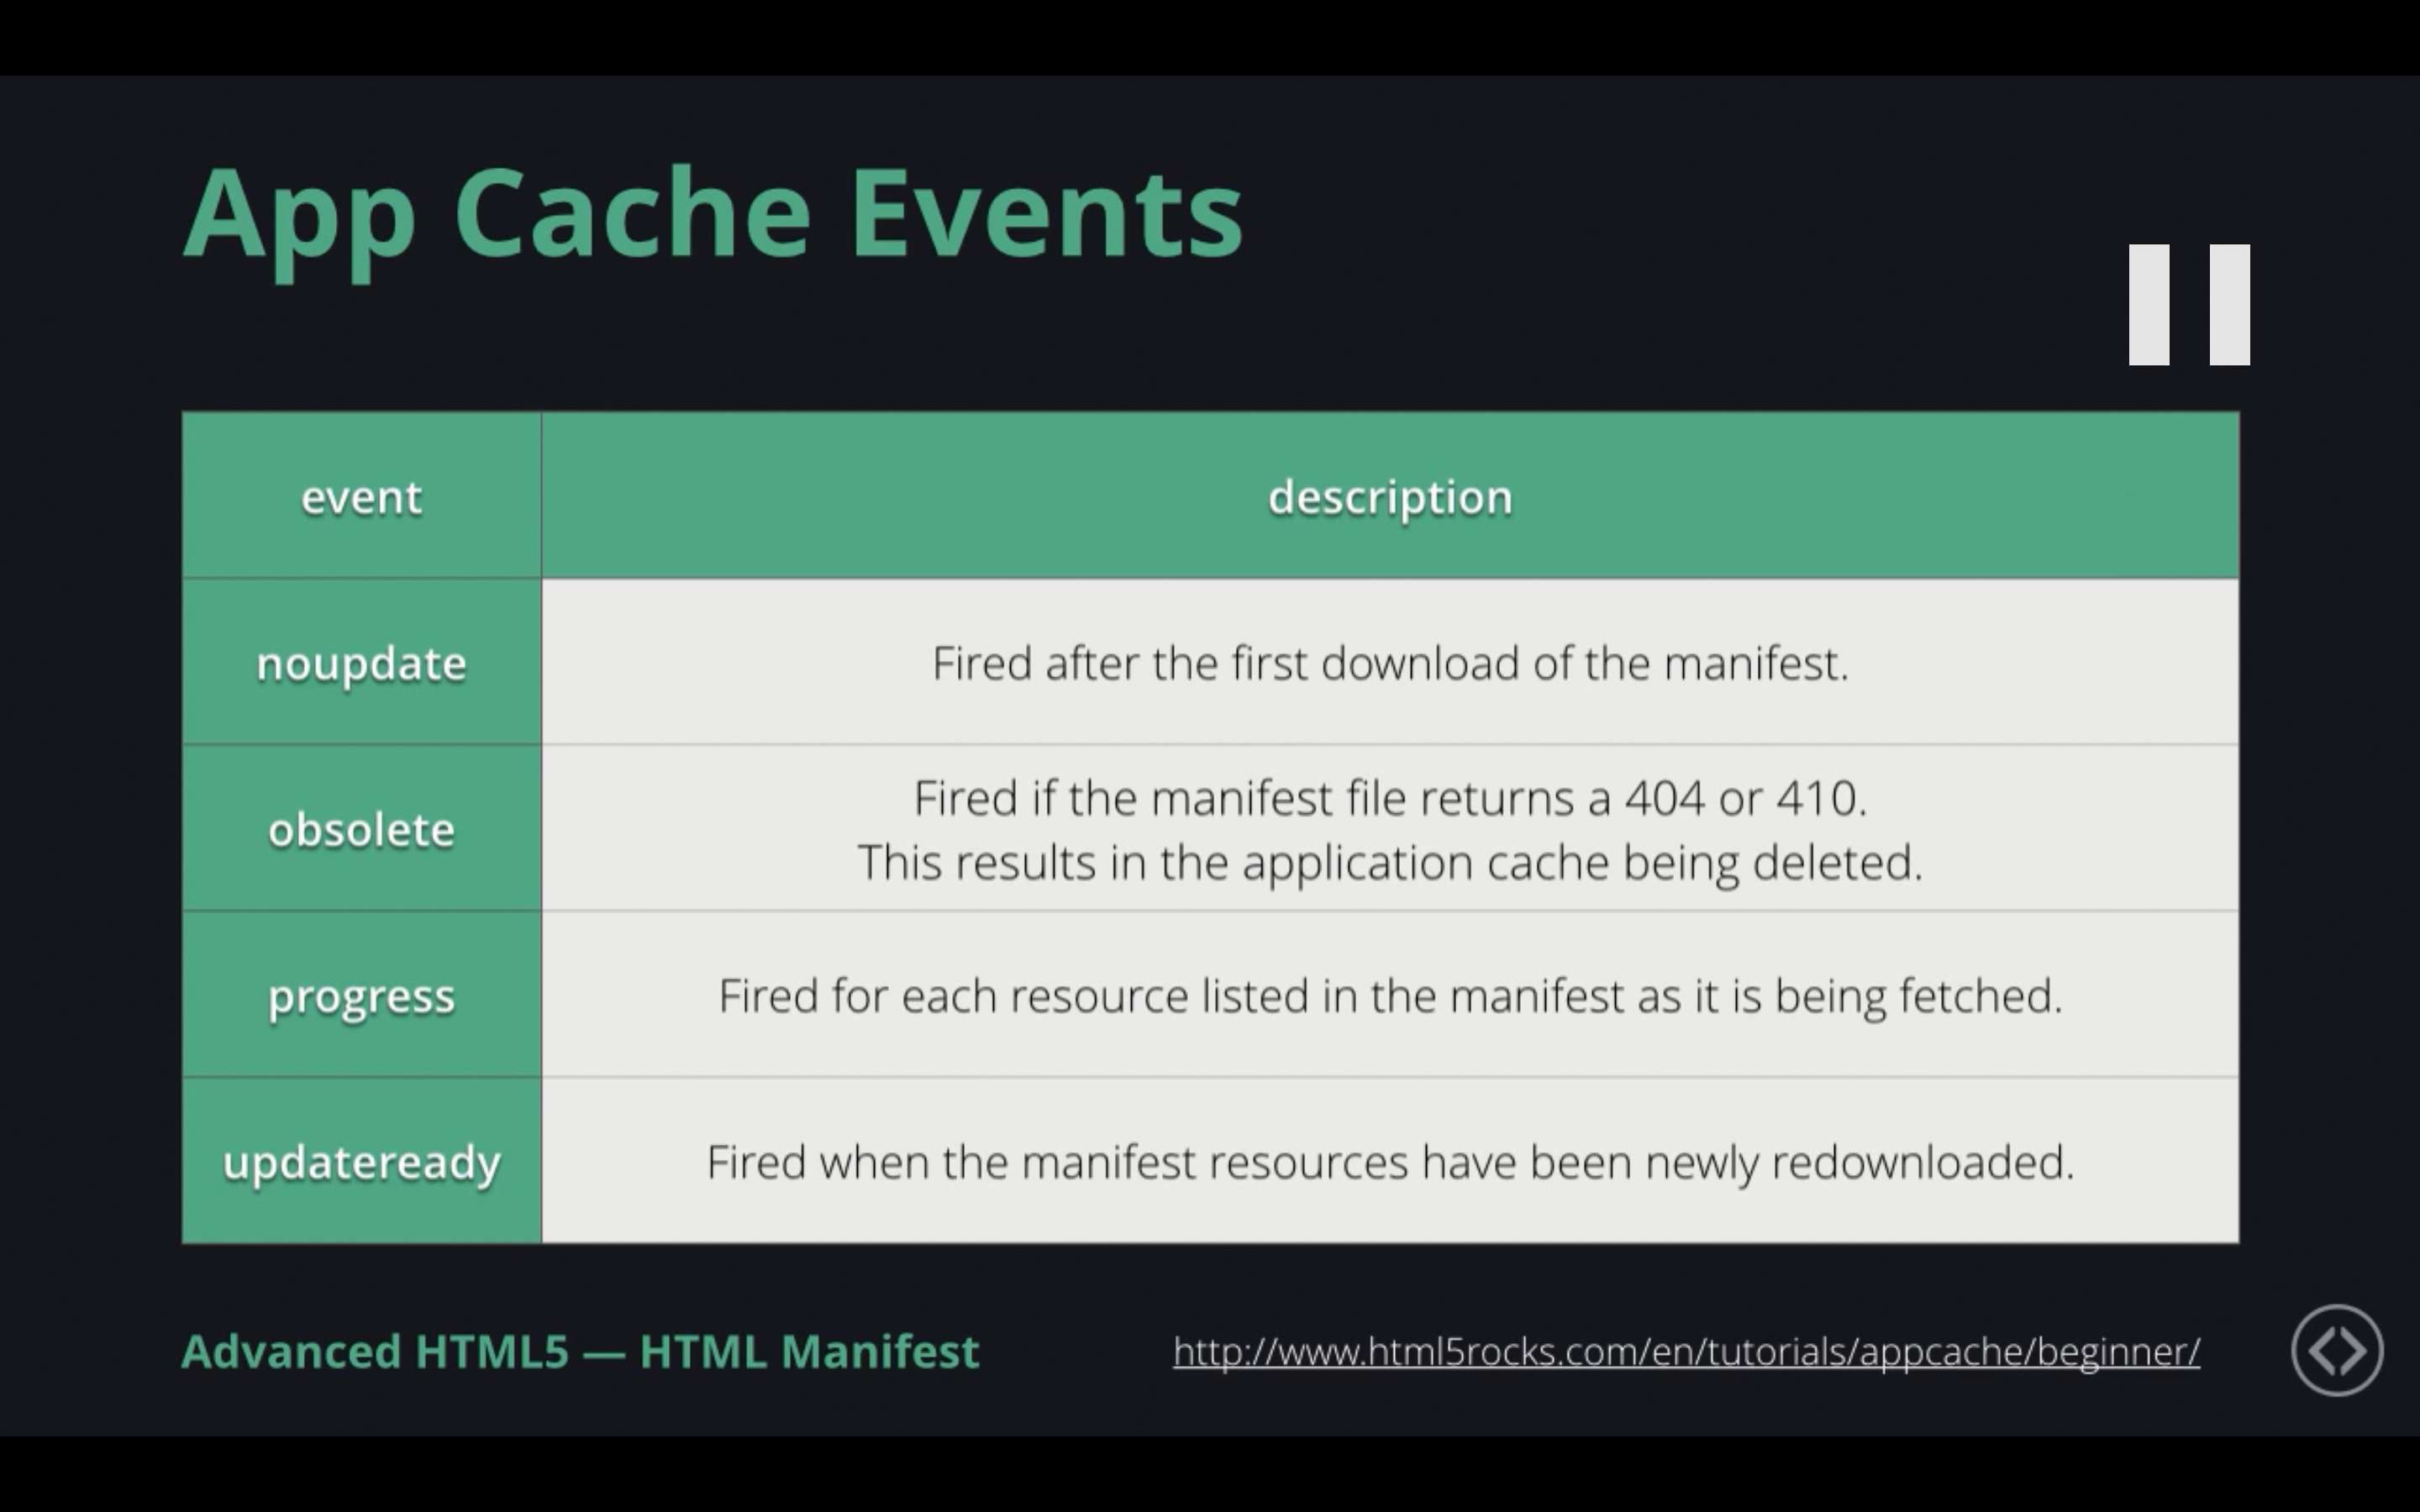 App Cache Events
event
description
noupdate
Fired after the first download of the manifest.
obsolete
Fired if the manifest file returns a 404 or 410.
This results in the application cache being deleted.
progress
Fired for each resource listed in the manifest as it is being fetched.
updateready
Fired when the manifest resources have been newly redownloaded.
Advanced HTML5 — HTML Manifest
http://www.html5rocks.com/en/tutorials/appcache/beginner/